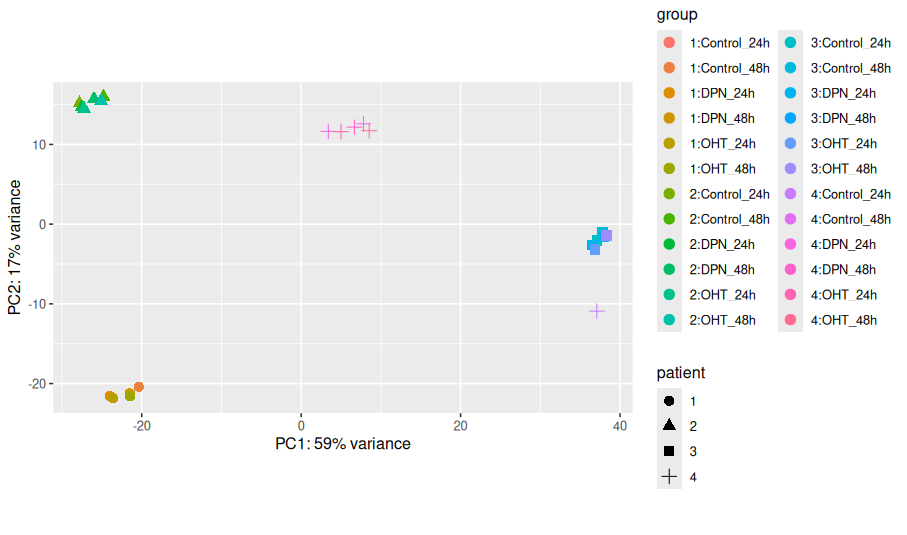 group
1:Control_24h
1:Control_48h
1:DPN_24h
1:DPN_48h
1:OHT_24h
1:OHT_48h
2:Control_24h
2:Control_48h
2:DPN_24h
2:DPN_48h
2:OHT_24h
2:OHT_48h
3:Control_24h
3:Control_48h
3:DPN_24h
3:DPN_48h
3:OHT_24h
3:OHT_48h
4:Control_24h
4:Control_48h
4:DPN_24h
4:DPN_48h
4:OHT_24h
4:OHT_48h
patient
1
2
3
4
PC2: 17% variance
10
0
-10
-20
-20
0
20
40
PC1: 59% variance